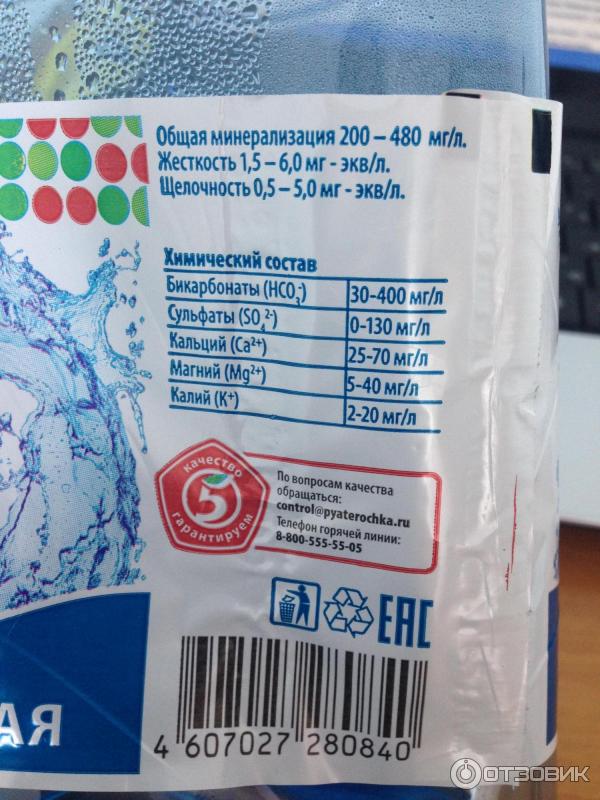 Общая минерализация 200 – 480 мг/л.
Жесткость 1,5 – 6,0 мг - экв/л.
Щелочность 0,5 – 5,0 мг - экв/л.
Химический состав
Бикарбонаты (HCO₃⁻) 30-400 мг/л
Сульфаты (SO₄²⁻) 0-130 мг/л
Кальций (Ca²⁺) 25-70 мг/л
Магний (Mg²⁺) 5-40 мг/л
Калий (K⁺) 2-20 мг/л
качество
5
гарантируем
По вопросам качества
обращаться:
control@pyaterochka.ru
Телефон горячей линии:
8-800-555-55-05
EAC
АЯ
4 607027 280840
ОТЗОВИК